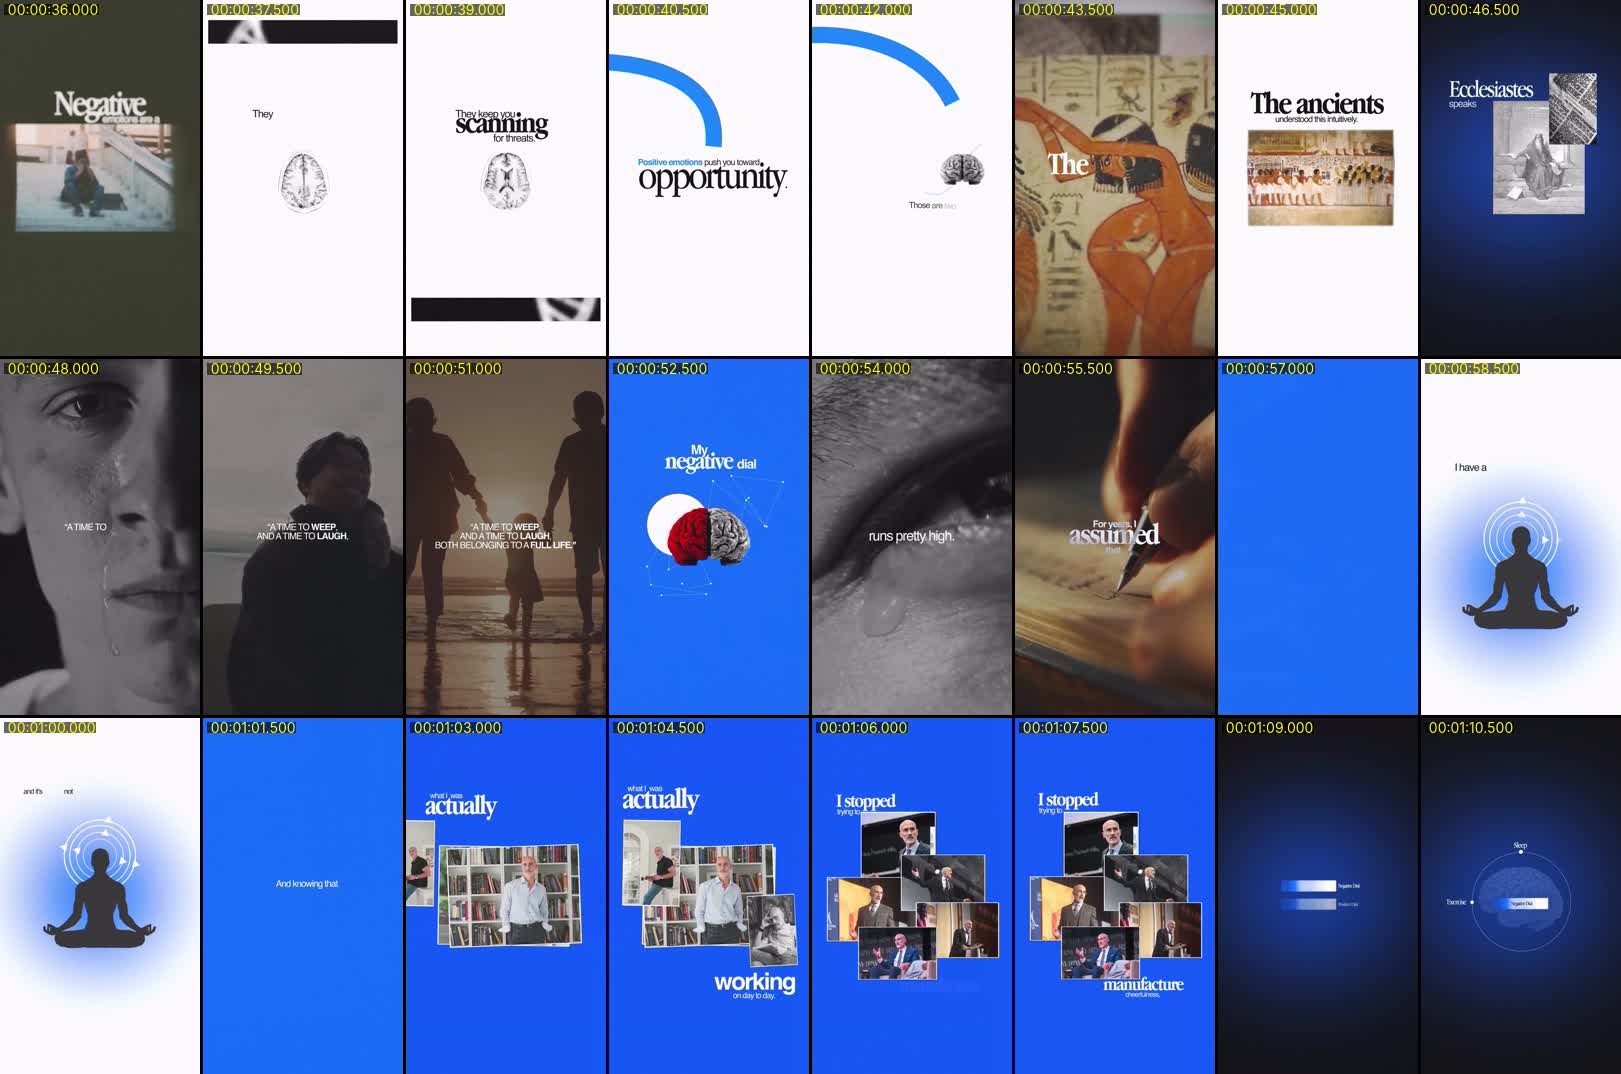 00:00:36.000
Negative
emotions are a
00:00:37.500
They
00:00:39.000
They keep you
scanning
for threats.
00:00:40.500
Positive emotions push you toward
opportunity.
00:00:42.000
Those are two
00:00:43.500
The
00:00:45.000
The ancients
understood this intuitively.
00:00:46.500
Ecclesiastes
speaks
00:00:48.000
“A TIME TO
00:00:49.500
“A TIME TO WEEP,
AND A TIME TO LAUGH,
00:00:51.000
“A TIME TO WEEP,
AND A TIME TO LAUGH,
BOTH BELONGING TO A FULL LIFE.”
00:00:52.500
My
negative dial
00:00:54.000
runs pretty high.
00:00:55.500
For years, I
assumed
that
00:00:57.000
00:00:58.500
I have a
00:01:00.000
and it's not
00:01:01.500
And knowing that
00:01:03.000
what I was
actually
00:01:04.500
what I was
actually
working
on day to day.
00:01:06.000
I stopped
trying to
00:01:07.500
I stopped
trying to
manufacture
cheerfulness,
00:01:09.000
Negative Dial
Positive Dial
00:01:10.500
Sleep
Exercise
Negative Dial